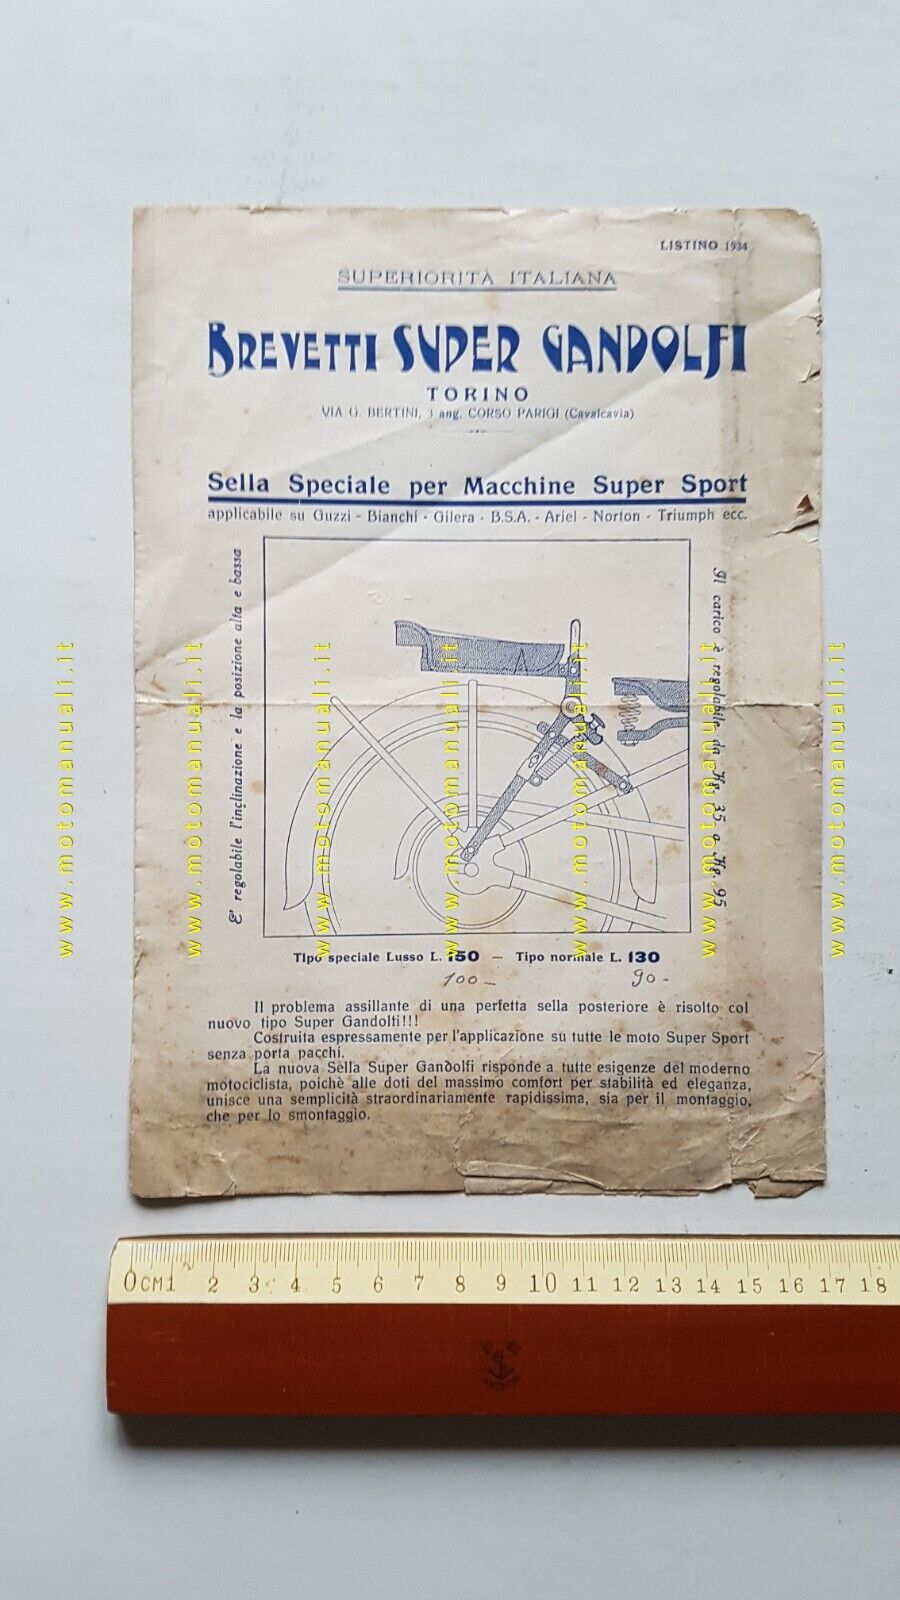 LISTINO 1934
SUPERIORITÀ ITALIANA
BREVETTI SUPER GANDOLFI
TORINO
VIA G. BERTINI, 3 ang. CORSO PARIGI (Cavalcavia)
Sella Speciale per Macchine Super Sport
applicabile su Guzzi - Bianchi - Gilera - B.S.A. - Ariel - Norton - Triumph ecc.
E' regolabile l'inclinazione e la posizione alta e bassa
Il carico è regolabile da Kg. 35 a Kg. 95
Tipo speciale Lusso L. 150 — Tipo normale L. 130
100 - 90 -
Il problema assillante di una perfetta sella posteriore è risolto col
nuovo tipo Super Gandolfi!!!
Costruita espressamente per l'applicazione su tutte le moto Super Sport
senza porta pacchi.
La nuova Sella Super Gandolfi risponde a tutte esigenze del moderno
motociclista, poichè alle doti del massimo comfort per stabilità ed eleganza,
unisce una semplicità straordinariamente rapidissima, sia per il montaggio,
che per lo smontaggio.
www.motomanuali.it
www.motomanuali.it
www.motomanuali.it
www.motomanuali.it
www.motomanuali.it
www.motomanuali.it
www.motomanuali.it
0 CM 1 2 3 4 5 6 7 8 9 10 11 12 13 14 15 16 17 18